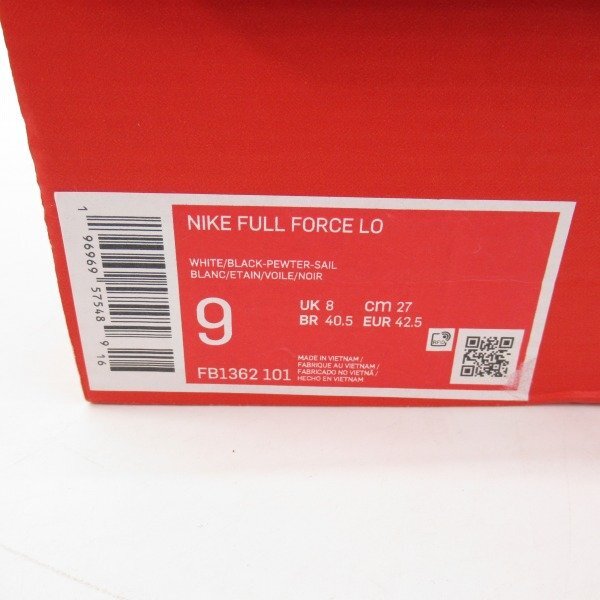 NIKE FULL FORCE LO
WHITE/BLACK-PEWTER-SAIL
BLANC/ETAIN/VOILE/NOIR
9
UK 8 cm 27
BR 40.5 EUR 42.5
FB1362 101
MADE IN VIETNAM /
FABRIQUE AU VIETNAM /
FABRICADO NO VIETNÃ /
HECHO EN VIETNAM
1 96969 57548 9 16